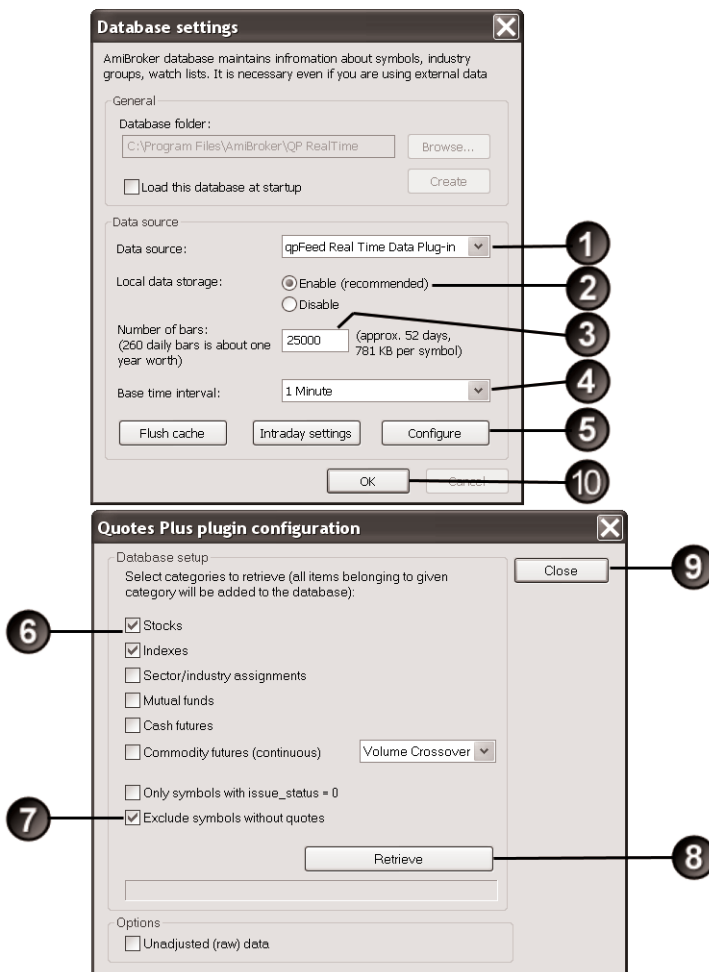 Database settings
AmiBroker database maintains infromation about symbols, industry
groups, watch lists. It is necessary even if you are using external data
General
Database folder:
C:\Program Files\AmiBroker\QP RealTime
Browse...
Load this database at startup
Create
Data source
Data source:
qpFeed Real Time Data Plug-in
1
Local data storage:
Enable (recommended)
2
Disable
3
Number of bars:
(260 daily bars is about one
year worth)
25000
(approx. 52 days,
781 KB per symbol)
Base time interval:
1 Minute
4
Flush cache
Intraday settings
Configure
5
OK
Cancel
10
Quotes Plus plugin configuration
Database setup
Select categories to retrieve (all items belonging to given
category will be added to the database):
Close
9
6
Stocks
Indexes
Sector/industry assignments
Mutual funds
Cash futures
Commodity futures (continuous)
Volume Crossover
Only symbols with issue_status = 0
7
Exclude symbols without quotes
Retrieve
8
Options
Unadjusted (raw) data